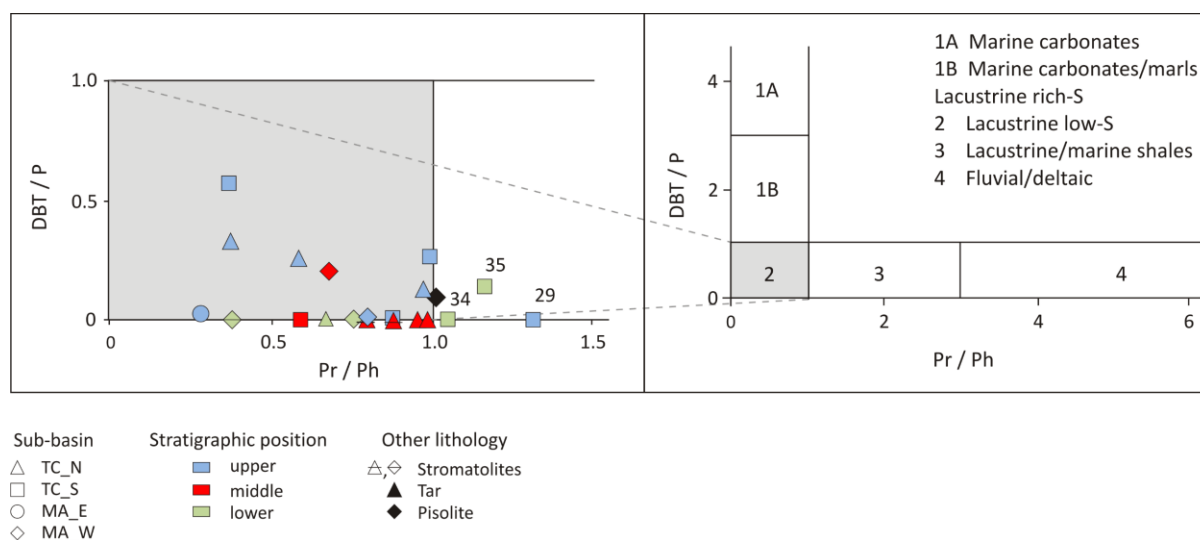 1.0
0.5
0
DBT / P
35
34
29
0
0.5
1.0
1.5
Pr / Ph
1A Marine carbonates
1B Marine carbonates/marls
Lacustrine rich-S
2 Lacustrine low-S
3 Lacustrine/marine shales
4 Fluvial/deltaic
4
2
0
DBT / P
1A
1B
2
3
4
0
2
4
6
Pr / Ph
Sub-basin
TC_N
TC_S
MA_E
MA_W
Stratigraphic position
upper
middle
lower
Other lithology
, Stromatolites
Tar
Pisolite